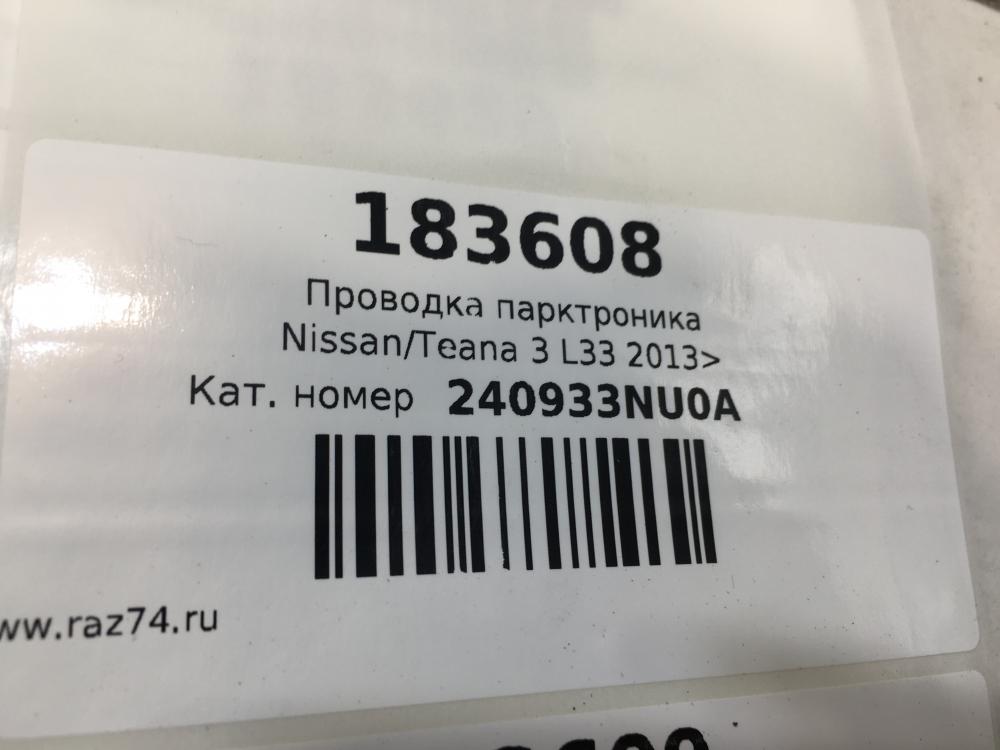 183608
Проводка парктроника
Nissan/Teana 3 L33 2013>
Кат. номер 240933NU0A
www.raz74.ru